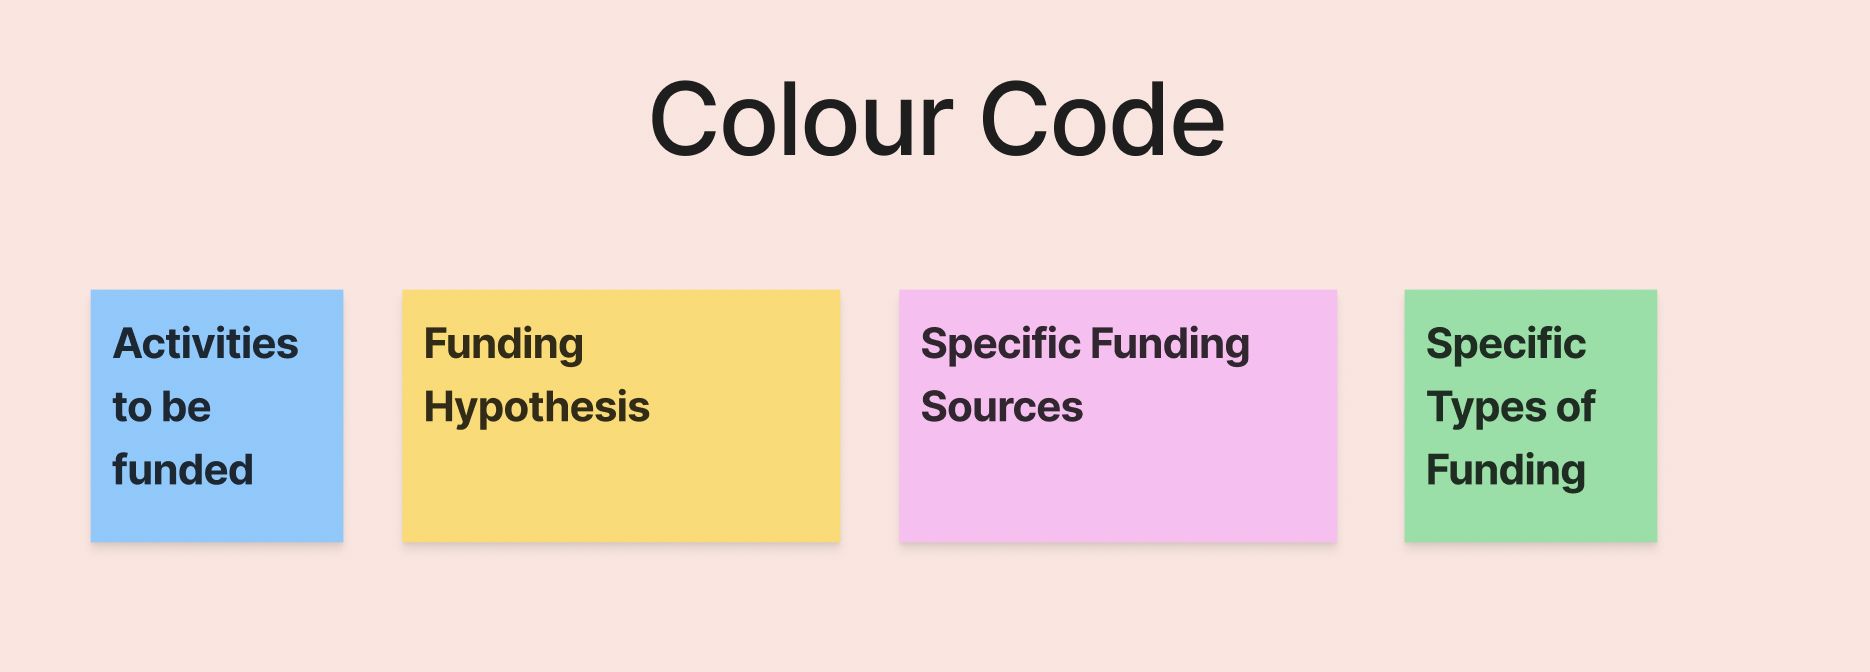 Colour Code
Activities
to be
funded
Funding
Hypothesis
Specific Funding
Sources
Specific
Types of
Funding